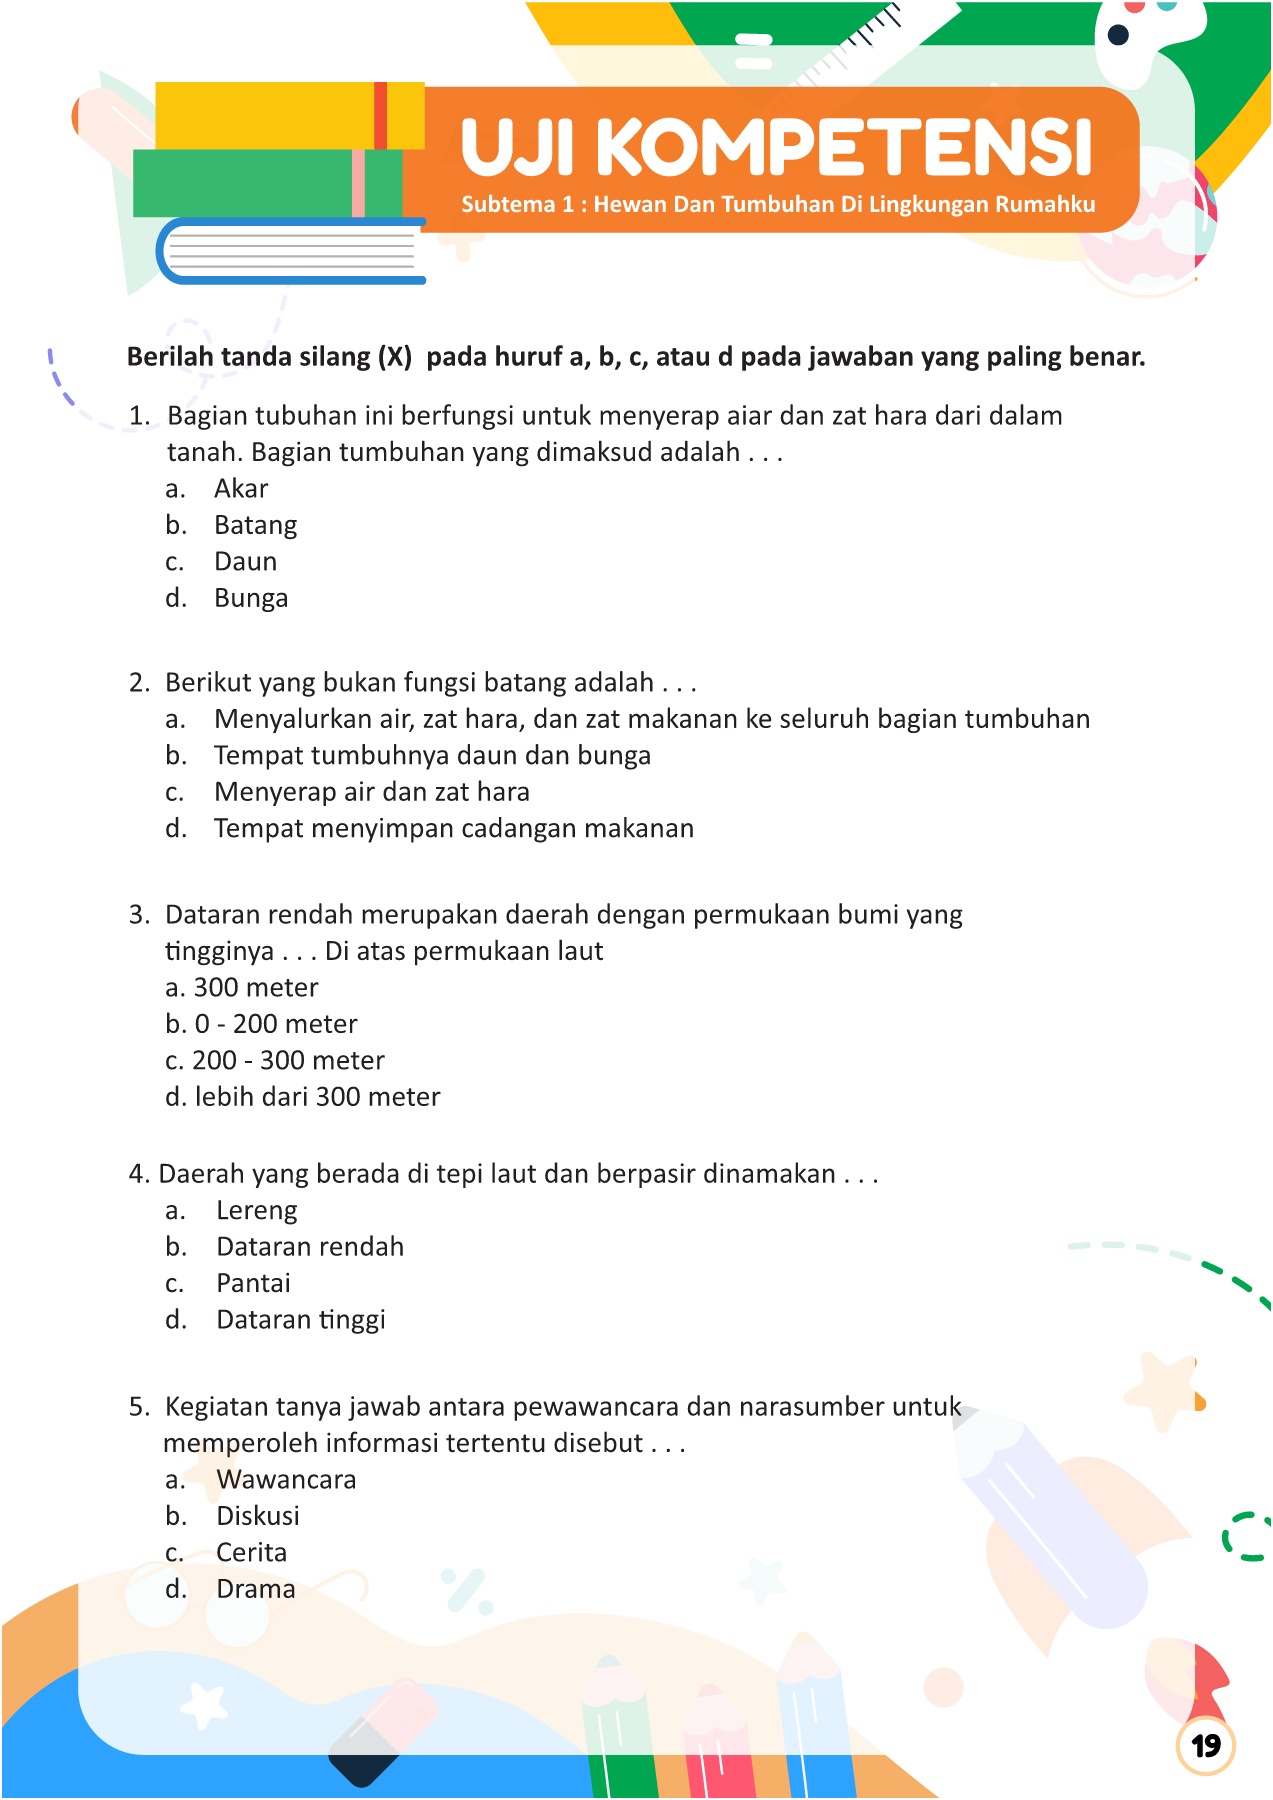 UJI KOMPETENSI
Subtema 1 : Hewan Dan Tumbuhan Di Lingkungan Rumahku
Berilah tanda silang (X) pada huruf a, b, c, atau d pada jawaban yang paling benar.
1. Bagian tubuhan ini berfungsi untuk menyerap aiar dan zat hara dari dalam
tanah. Bagian tumbuhan yang dimaksud adalah . . .
a. Akar
b. Batang
c. Daun
d. Bunga
2. Berikut yang bukan fungsi batang adalah . . .
a. Menyalurkan air, zat hara, dan zat makanan ke seluruh bagian tumbuhan
b. Tempat tumbuhnya daun dan bunga
c. Menyerap air dan zat hara
d. Tempat menyimpan cadangan makanan
3. Dataran rendah merupakan daerah dengan permukaan bumi yang
tingginya . . . Di atas permukaan laut
a. 300 meter
b. 0 - 200 meter
c. 200 - 300 meter
d. lebih dari 300 meter
4. Daerah yang berada di tepi laut dan berpasir dinamakan . . .
a. Lereng
b. Dataran rendah
c. Pantai
d. Dataran tinggi
5. Kegiatan tanya jawab antara pewawancara dan narasumber untuk
memperoleh informasi tertentu disebut . . .
a. Wawancara
b. Diskusi
c. Cerita
d. Drama
19